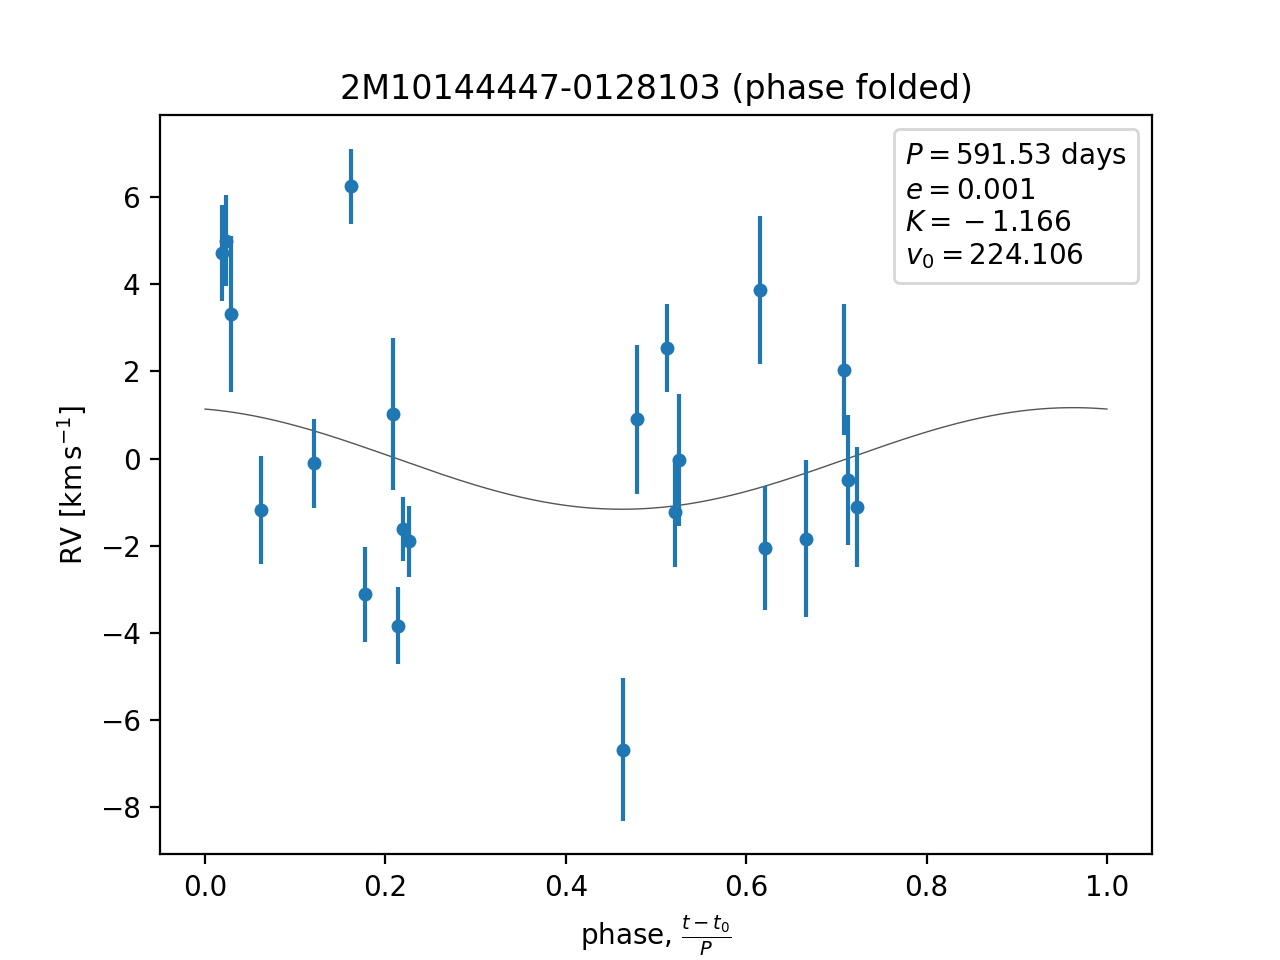 2M10144447-0128103 (phase folded)
P = 591.53 days
e = 0.001
K = −1.166
v₀ = 224.106
6
4
2
0
−2
−4
−6
−8
RV [km s⁻¹]
0.0 0.2 0.4 0.6 0.8 1.0
phase, (t − t₀)/P